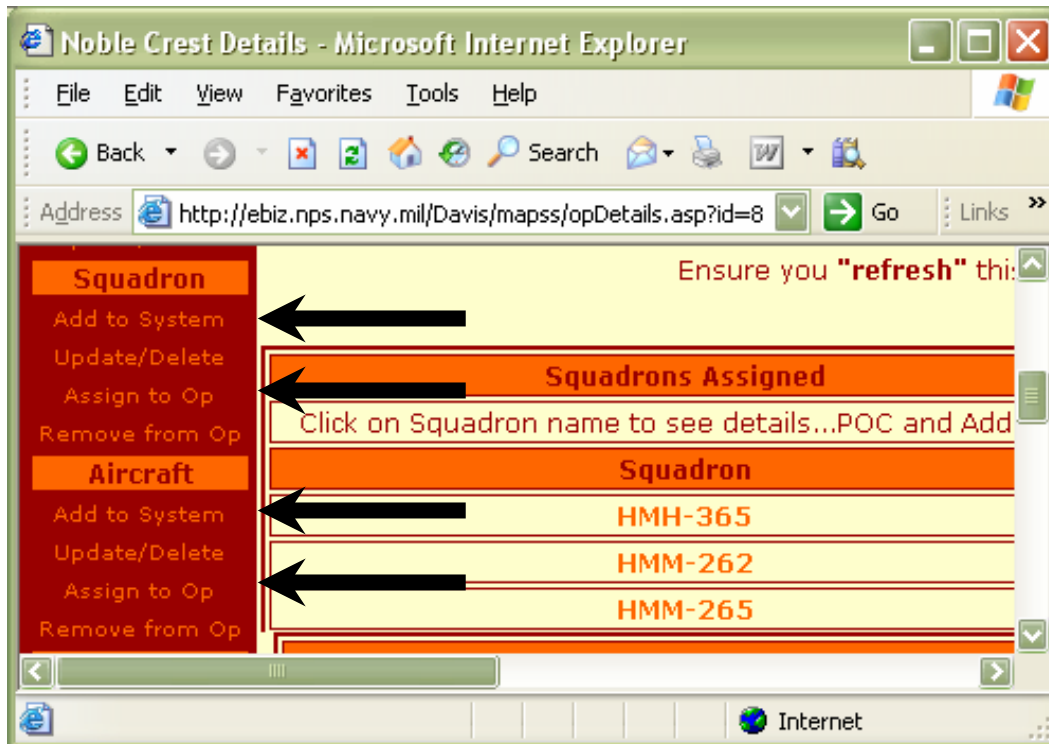 Noble Crest Details - Microsoft Internet Explorer
File Edit View Favorites Tools Help
Back Search
Address http://ebiz.nps.navy.mil/Davis/mapss/opDetails.asp?id=8 Go Links »
Squadron
Add to System
Update/Delete
Assign to Op
Remove from Op
Aircraft
Add to System
Update/Delete
Assign to Op
Remove from Op
Ensure you "refresh" this
Squadrons Assigned
Click on Squadron name to see details...POC and Add
Squadron
HMH-365
HMM-262
HMM-265
Internet